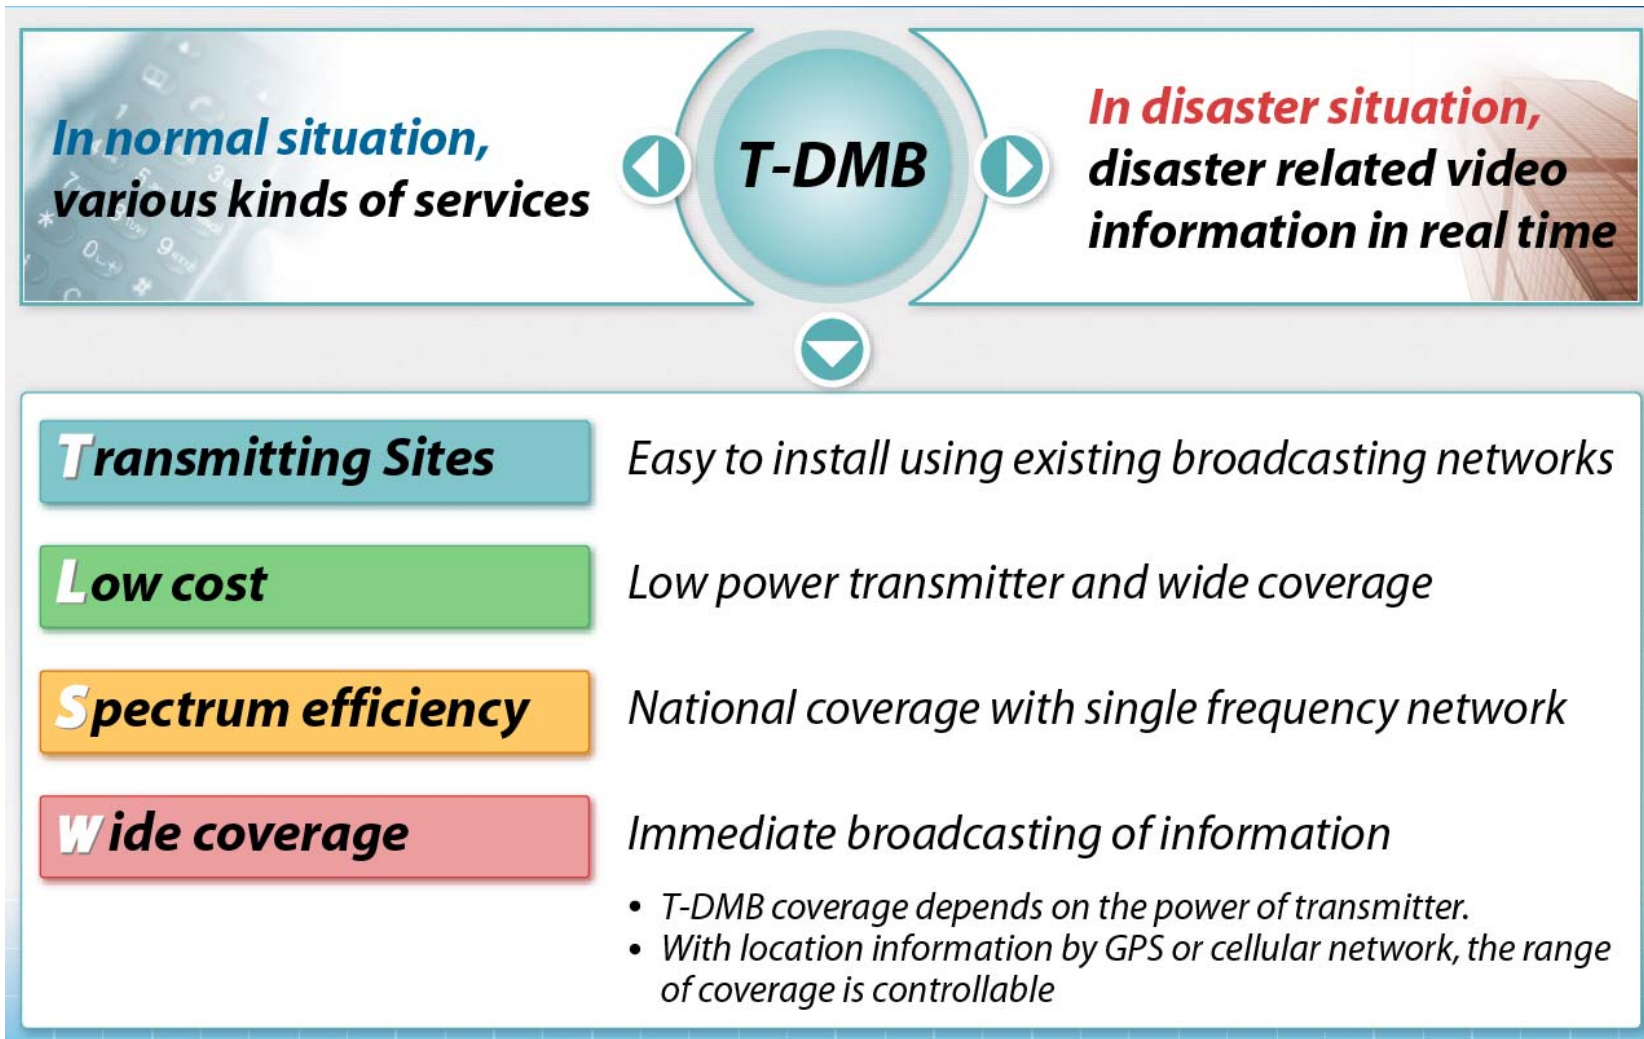 In normal situation,
various kinds of services
T-DMB
In disaster situation,
disaster related video
information in real time
Transmitting Sites
Easy to install using existing broadcasting networks
Low cost
Low power transmitter and wide coverage
Spectrum efficiency
National coverage with single frequency network
Wide coverage
Immediate broadcasting of information
• T-DMB coverage depends on the power of transmitter.
• With location information by GPS or cellular network, the range
of coverage is controllable